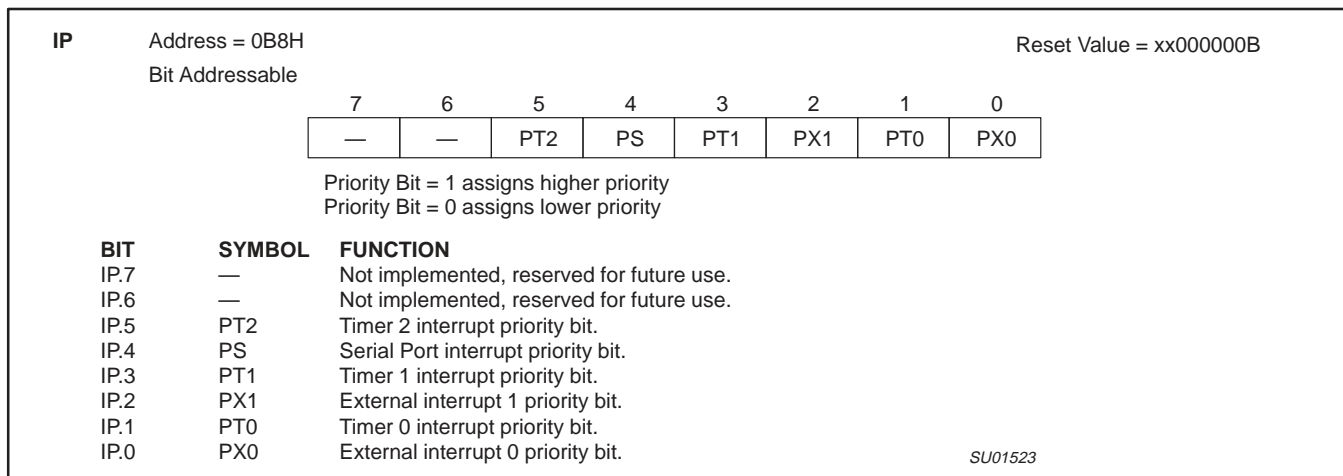 IP Address = 0B8H Reset Value = xx000000B
Bit Addressable
7 6 5 4 3 2 1 0
— — PT2 PS PT1 PX1 PT0 PX0
Priority Bit = 1 assigns higher priority
Priority Bit = 0 assigns lower priority
BIT SYMBOL FUNCTION
IP.7 — Not implemented, reserved for future use.
IP.6 — Not implemented, reserved for future use.
IP.5 PT2 Timer 2 interrupt priority bit.
IP.4 PS Serial Port interrupt priority bit.
IP.3 PT1 Timer 1 interrupt priority bit.
IP.2 PX1 External interrupt 1 priority bit.
IP.1 PT0 Timer 0 interrupt priority bit.
IP.0 PX0 External interrupt 0 priority bit.
SU01523